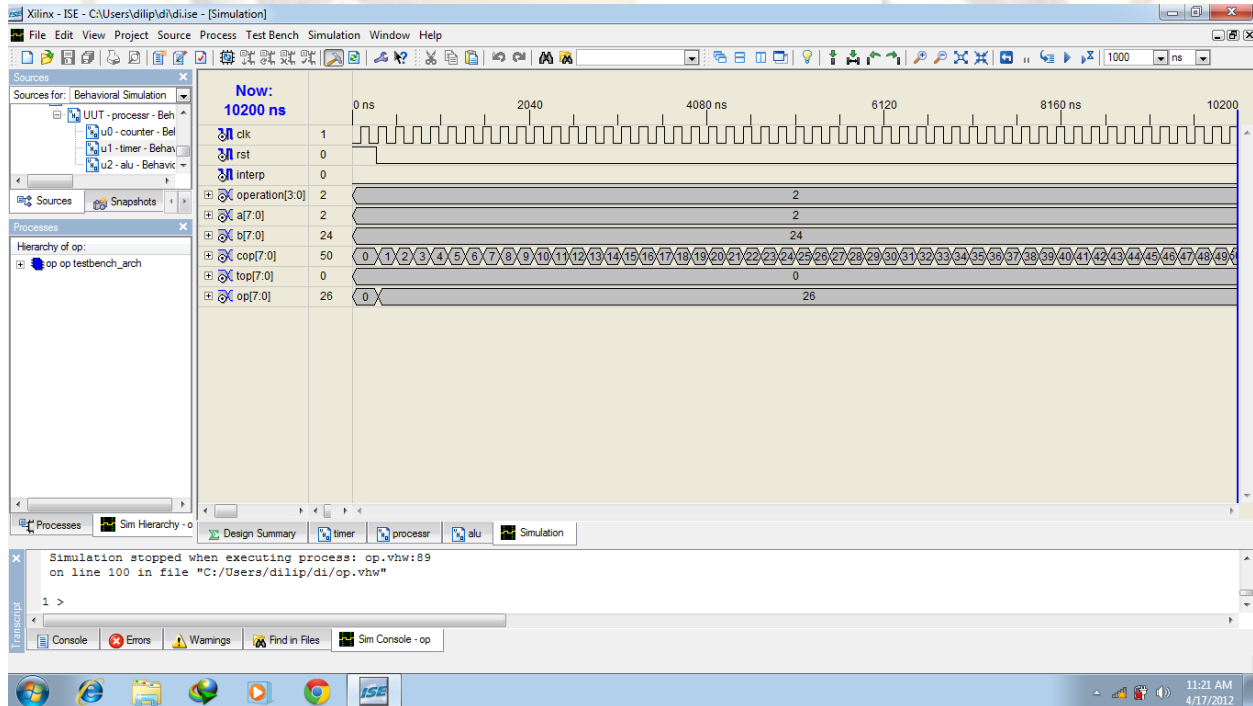 Xilinx - ISE - C:\Users\dilip\di\di.ise - [Simulation]
File Edit View Project Source Process Test Bench Simulation Window Help
1000 ns
Sources
Sources for: Behavioral Simulation
UUT - processr - Beh
u0 - counter - Bel
u1 - timer - Behav
u2 - alu - Behavic
Sources Snapshots
Processes
Hierarchy of op:
op op testbench_arch
Processes Sim Hierarchy - o
Now:
10200 ns
0 ns 2040 4080 ns 6120 8160 ns 10200
clk 1
rst 0
interp 0
operation[3:0] 2 2
a[7:0] 2 2
b[7:0] 24 24
cop[7:0] 50 0 1 2 3 4 5 6 7 8 9 10 11 12 13 14 15 16 17 18 19 20 21 22 23 24 25 26 27 28 29 30 31 32 33 34 35 36 37 38 39 40 41 42 43 44 45 46 47 48 49
top[7:0] 0 0
op[7:0] 26 0 26
Design Summary timer processr alu Simulation
Simulation stopped when executing process: op.vhw:89
on line 100 in file "C:/Users/dilip/di/op.vhw"
1 >
Transcript
Console Errors Warnings Find in Files Sim Console - op
ISE
11:21 AM
4/17/2012